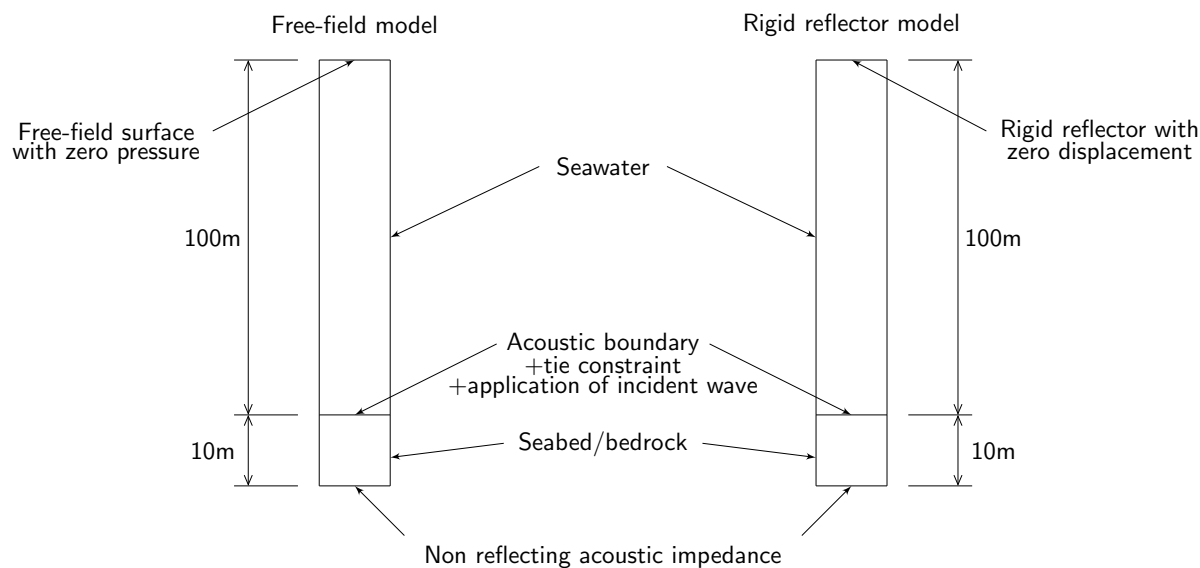 Free-field model
Rigid reflector model
Free-field surface
with zero pressure
Rigid reflector with
zero displacement
Seawater
100m
100m
Acoustic boundary
+tie constraint
+application of incident wave
10m
Seabed/bedrock
10m
Non reflecting acoustic impedance